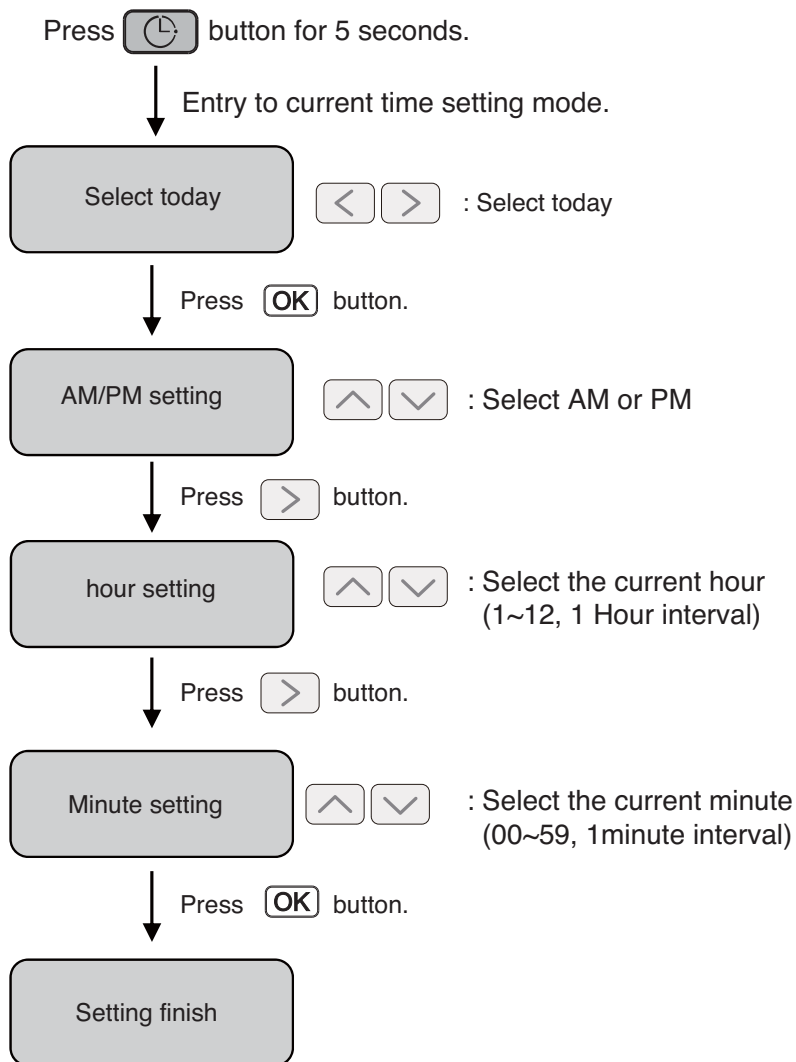 Press button for 5 seconds.
Entry to current time setting mode.
Select today
: Select today
Press OK button.
AM/PM setting
: Select AM or PM
Press button.
hour setting
: Select the current hour
(1~12, 1 Hour interval)
Press button.
Minute setting
: Select the current minute
(00~59, 1minute interval)
Press OK button.
Setting finish